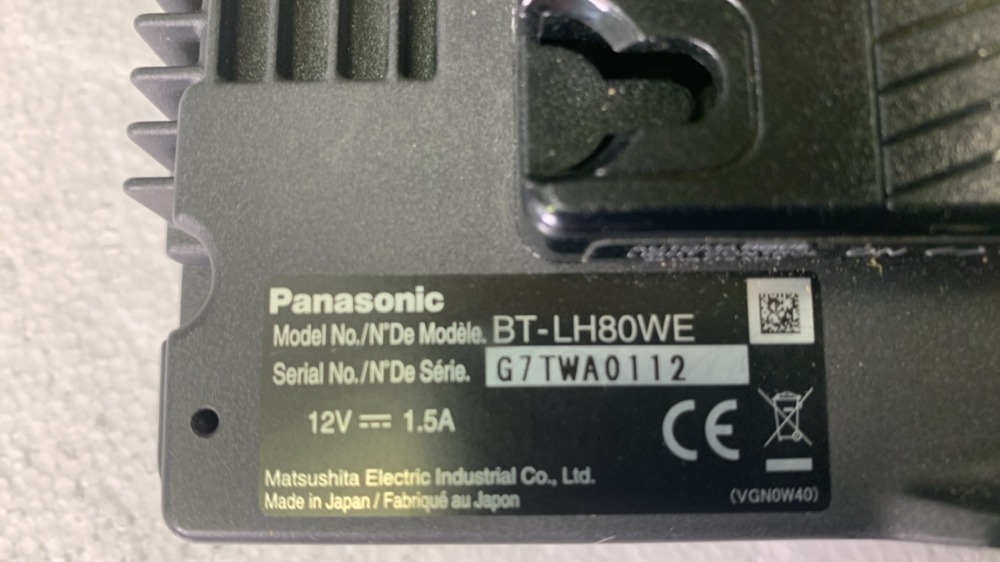 Panasonic
Model No./N°De Modèle. BT-LH80WE
Serial No./N°De Série. G7TWA0112
12V ⎓ 1.5A
CE
Matsushita Electric Industrial Co., Ltd.
Made in Japan / Fabriqué au Japon
(VGN0W40)